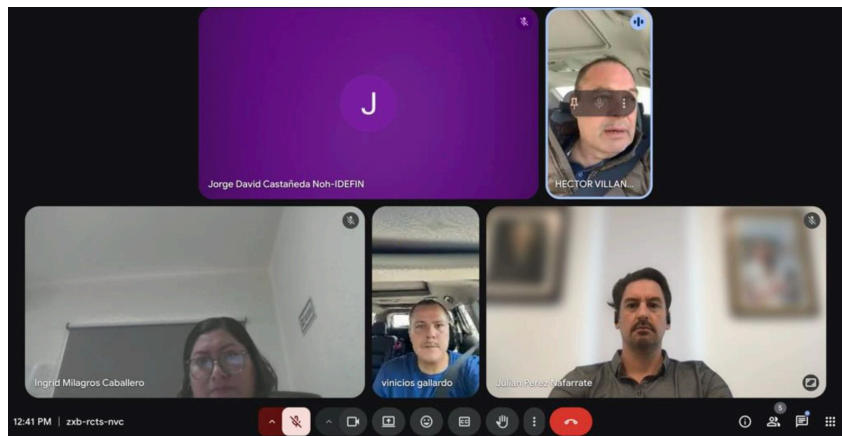 J
Jorge David Castañeda Noh-IDEFIN
HECTOR VILLAN...
Ingrid Milagros Caballero
vinicios gallardo
Julian Perez Nafarrate
12:41 PM | zxb-rcts-nvc
CC
5